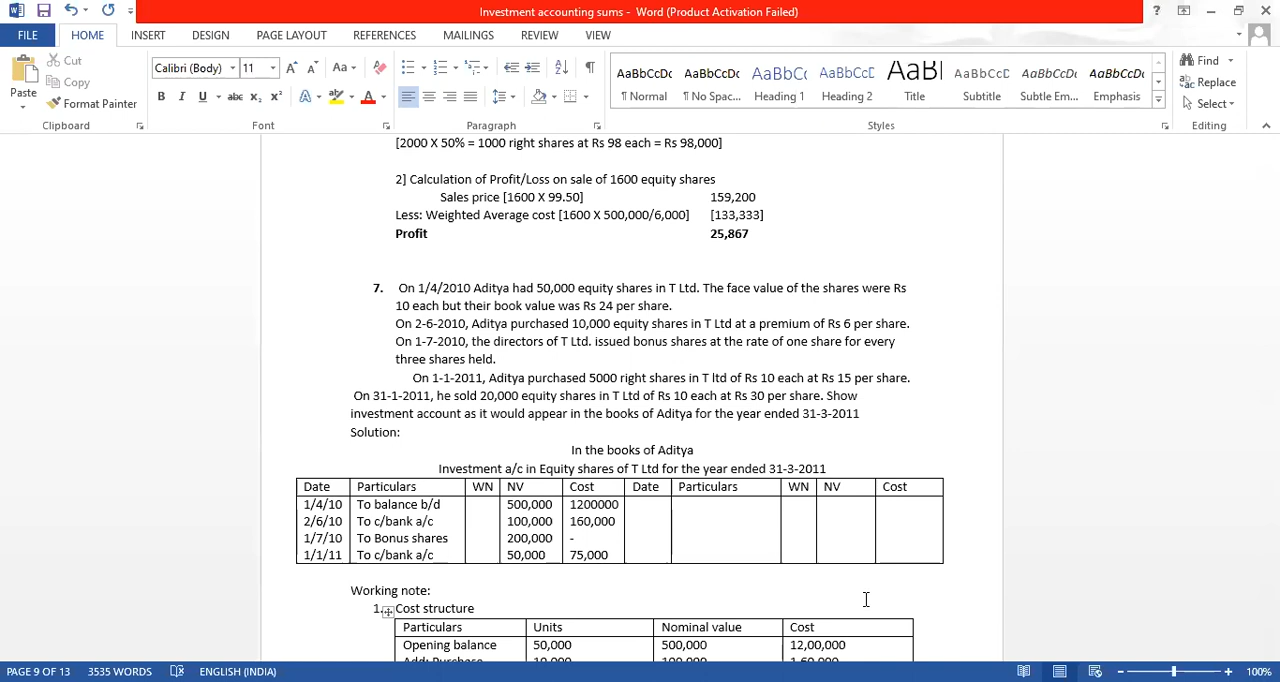 Investment accounting sums - Word (Product Activation Failed)
FILE HOME INSERT DESIGN PAGE LAYOUT REFERENCES MAILINGS REVIEW VIEW
Paste
Cut
Copy
Format Painter
Clipboard
Calibri (Body) 11
Font
Paragraph
AaBbCcDc AaBbCcDc AaBbCc AaBbCcC AaBl AaBbCcD AaBbCcDc AaBbCcDc
¶ Normal ¶ No Spac... Heading 1 Heading 2 Title Subtitle Subtle Em... Emphasis
Styles
Find
Replace
Select
Editing
[2000 X 50% = 1000 right shares at Rs 98 each = Rs 98,000]
2] Calculation of Profit/Loss on sale of 1600 equity shares
Sales price [1600 X 99.50] 159,200
Less: Weighted Average cost [1600 X 500,000/6,000] [133,333]
Profit 25,867
7. On 1/4/2010 Aditya had 50,000 equity shares in T Ltd. The face value of the shares were Rs
10 each but their book value was Rs 24 per share.
On 2-6-2010, Aditya purchased 10,000 equity shares in T Ltd at a premium of Rs 6 per share.
On 1-7-2010, the directors of T Ltd. issued bonus shares at the rate of one share for every
three shares held.
On 1-1-2011, Aditya purchased 5000 right shares in T ltd of Rs 10 each at Rs 15 per share.
On 31-1-2011, he sold 20,000 equity shares in T Ltd of Rs 10 each at Rs 30 per share. Show
investment account as it would appear in the books of Aditya for the year ended 31-3-2011
Solution:
In the books of Aditya
Investment a/c in Equity shares of T Ltd for the year ended 31-3-2011
Date Particulars WN NV Cost Date Particulars WN NV Cost
1/4/10 To balance b/d 500,000 1200000
2/6/10 To c/bank a/c 100,000 160,000
1/7/10 To Bonus shares 200,000 -
1/1/11 To c/bank a/c 50,000 75,000
Working note:
1. Cost structure
Particulars Units Nominal value Cost
Opening balance 50,000 500,000 12,00,000
Add: Purchase 10,000 100,000 1,60,000
PAGE 9 OF 13 3535 WORDS ENGLISH (INDIA) 100%